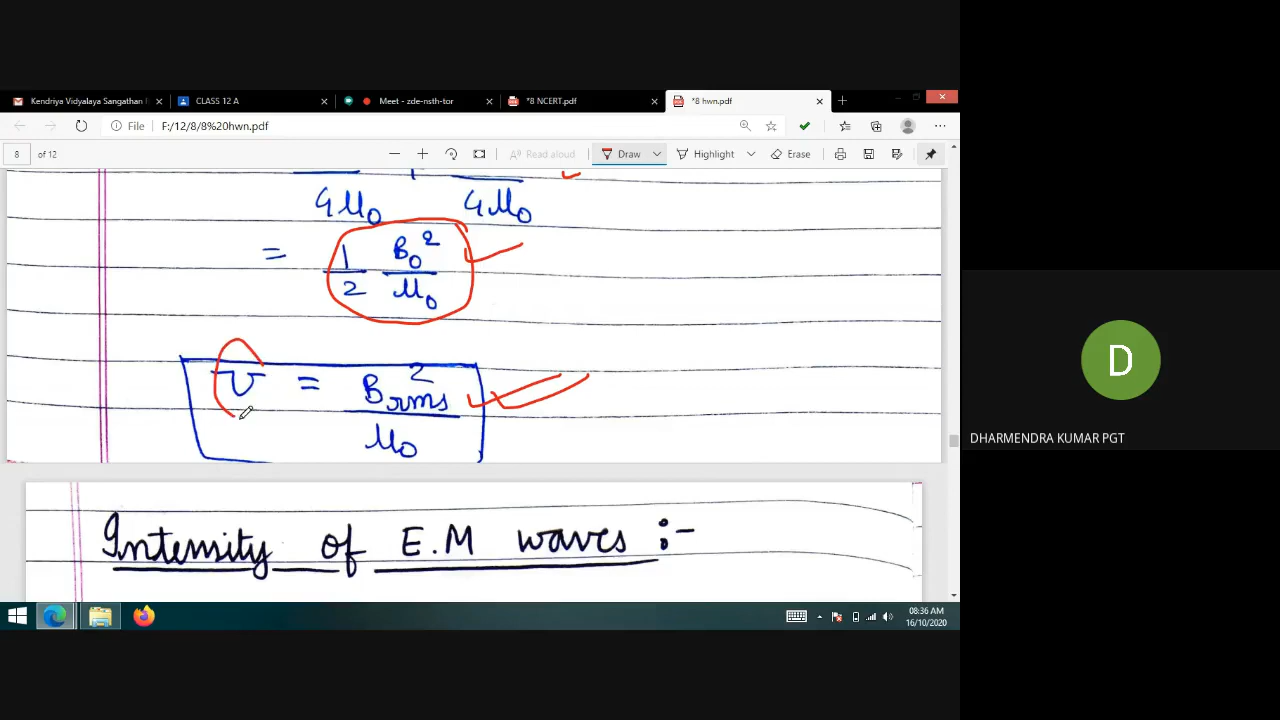 Kendriya Vidyalaya Sangathan
CLASS 12 A
Meet - zde-nsth-tor
*8 NCERT.pdf
*8 hwn.pdf
File F:/12/8/8%20hwn.pdf
8 of 12
Read aloud
Draw
Highlight
Erase
4μ0 4μ0
= 1/2 B0²/μ0
U = Brms²/μ0
Intensity of E.M waves :-
08:36 AM
16/10/2020
D
DHARMENDRA KUMAR PGT